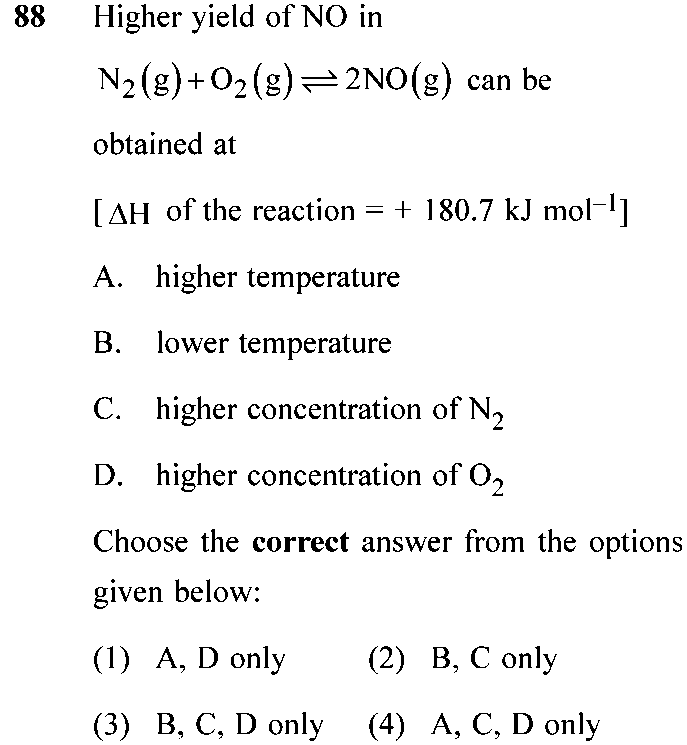 88 Higher yield of NO in
N₂(g)+O₂(g)⇌2NO(g) can be
obtained at
[ΔH of the reaction = + 180.7 kJ mol⁻¹]
A. higher temperature
B. lower temperature
C. higher concentration of N₂
D. higher concentration of O₂
Choose the correct answer from the options
given below:
(1) A, D only (2) B, C only
(3) B, C, D only (4) A, C, D only